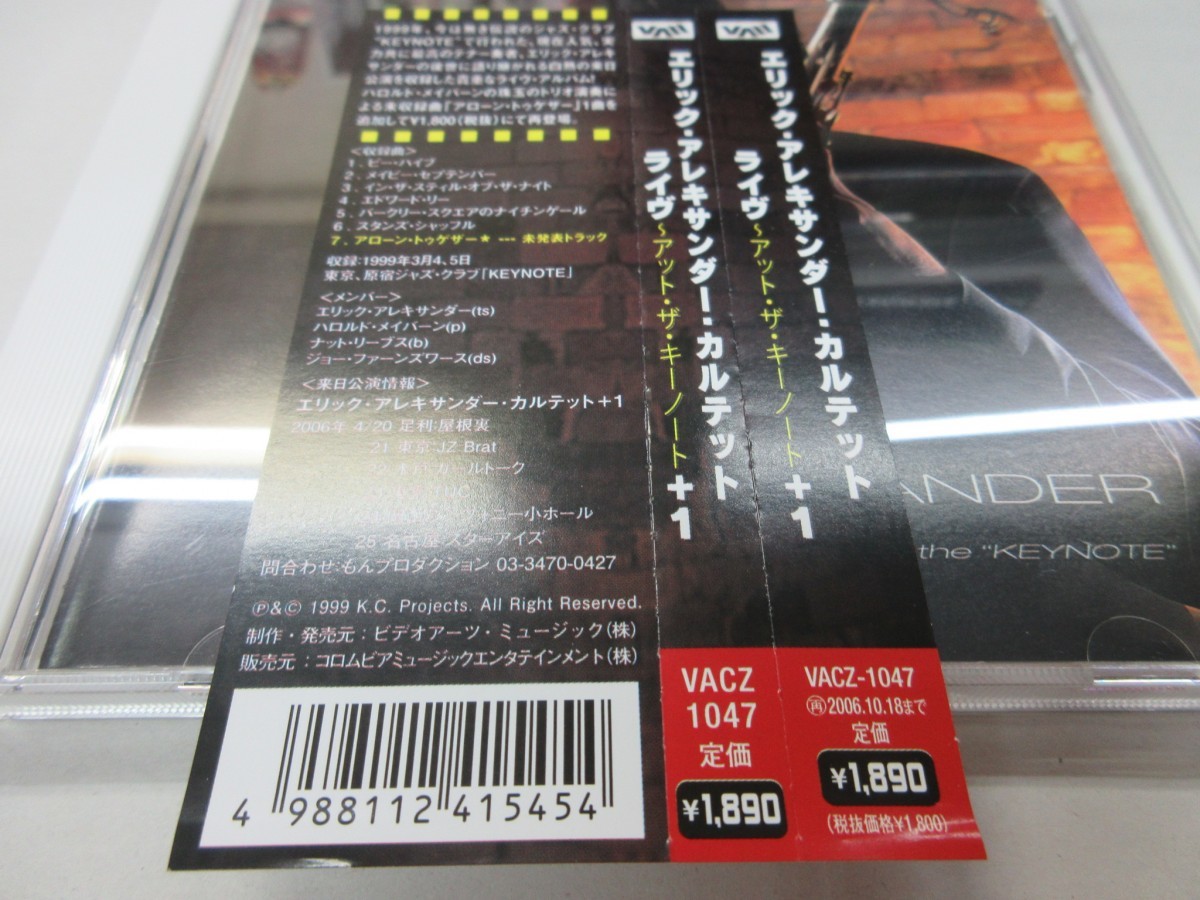 1999年、今は無き伝説のジャズ・クラブ
"KEYNOTE"で行われた、現在人気、実
力共に最高のテナー奏者、エリック・アレキ
サンダーの後世に語り継がれる白熱の来日
公演を収録した貴重なライヴ・アルバム!
ハロルド・メイバーンの珠玉のトリオ演奏に
よる未収録曲「アローン・トゥゲザー」1曲を
追加して¥1,800(税抜)にて再登場。
<収録曲>
1. ビー・ハイブ
2. メイビー・セプテンバー
3. イン・ザ・スティル・オブ・ザ・ナイト
4. エドワード・リー
5. バークリー・スクエアのナイチンゲール
6. スタンズ・シャッフル
7. アローン・トゥゲザー★ --- 未発表トラック
収録:1999年3月4、5日
東京、原宿ジャズ・クラブ「KEYNOTE」
<メンバー>
エリック・アレキサンダー(ts)
ハロルド・メイバーン(p)
ナット・リーブス(b)
ジョー・ファーンズワース(ds)
<来日公演情報>
エリック・アレキサンダー・カルテット+1
2006年 4/20 足利:屋根裏
21 東京:JZ Brat
ガールトーク
ニー小ホール
25 名古屋:スターアイズ
問合わせ:もんプロダクション 03-3470-0427
Ⓟ&© 1999 K.C. Projects. All Right Reserved.
制作・発売元:ビデオアーツ・ミュージック(株)
販売元:コロムビアミュージックエンタテインメント(株)
4 988112 415454
VAM
エリック・アレキサンダー・カルテット
ライヴ~アット・ザ・キーノート+1
VACZ
1047
定価
¥1,890
VAM
エリック・アレキサンダー・カルテット
ライヴ~アット・ザ・キーノート+1
VACZ-1047
㊢2006.10.18まで
定価
¥1,890
(税抜価格¥1,800)
ANDER
the "KEYNOTE"